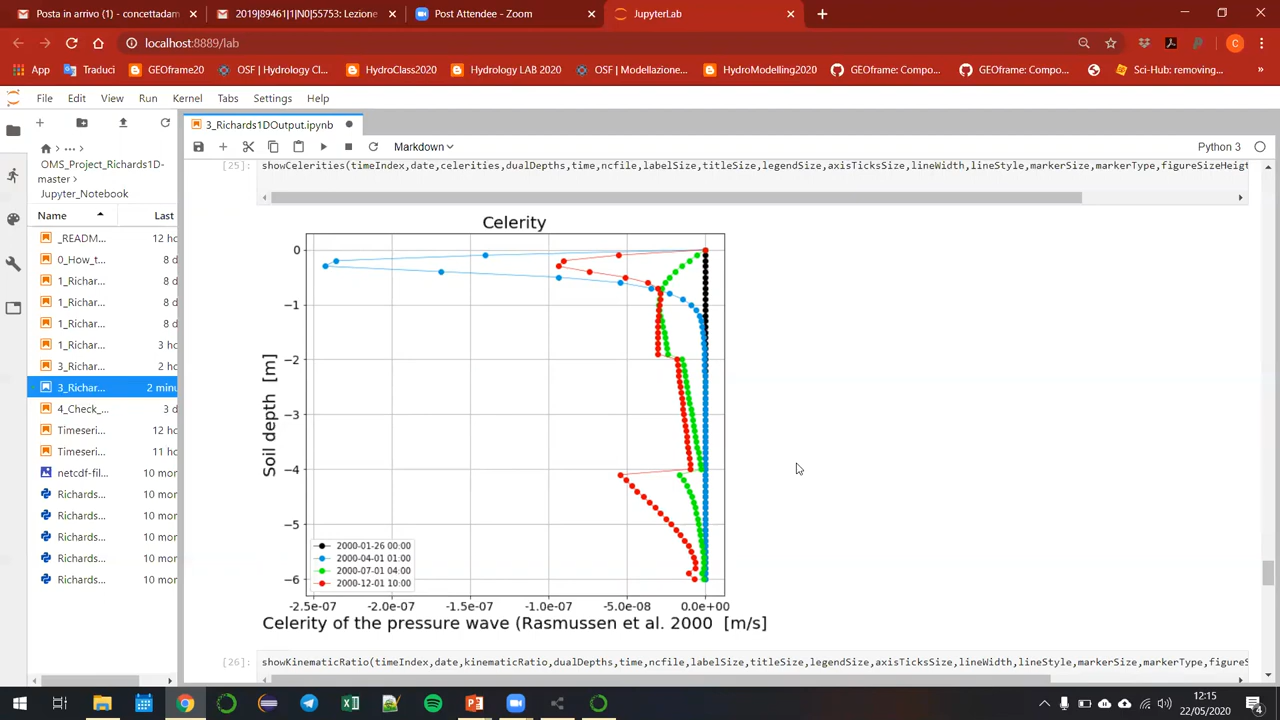 Posta in arrivo (1) - concettadam
2019|89461|1|N0|55753: Lezione
Post Attendee - Zoom
JupyterLab
localhost:8889/lab
App
Traduci
GEOframe20
OSF | Hydrology Cl...
HydroClass2020
Hydrology LAB 2020
OSF | Modellazione...
HydroModelling2020
GEOframe: Compo...
GEOframe: Compo...
Sci-Hub: removing...
File Edit View Run Kernel Tabs Settings Help
3_Richards1DOutput.ipynb
Markdown
Python 3
···
OMS_Project_Richards1D-
master >
Jupyter_Notebook
Name
Last
_READM... 12 ho
0_How_t... 8 d
1_Richar... 8 d
1_Richar... 8 d
1_Richar... 8 d
1_Richar... 3 ho
3_Richar... 2 ho
3_Richar... 2 minu
4_Check_... 3 d
Timeseri... 12 ho
Timeseri... 11 ho
netcdf-fil... 10 mor
Richards... 10 mor
Richards... 10 mor
Richards... 10 mor
Richards... 10 mor
Richards... 10 mor
[25]: showCelerities(timeIndex,date,celerities,dualDepths,time,ncfile,labelSize,titleSize,legendSize,axisTicksSize,lineWidth,lineStyle,markerSize,markerType,figureSizeHeigh
Celerity
Soil depth [m]
0
−1
−2
−3
−4
−5
−6
2000-01-26 00:00
2000-04-01 01:00
2000-07-01 04:00
2000-12-01 10:00
-2.5e-07 -2.0e-07 -1.5e-07 -1.0e-07 -5.0e-08 0.0e+00
Celerity of the pressure wave (Rasmussen et al. 2000 [m/s]
[26]: showKinematicRatio(timeIndex,date,kinematicRatio,dualDepths,time,ncfile,labelSize,titleSize,legendSize,axisTicksSize,lineWidth,lineStyle,markerSize,markerType,figureS
12:15
22/05/2020